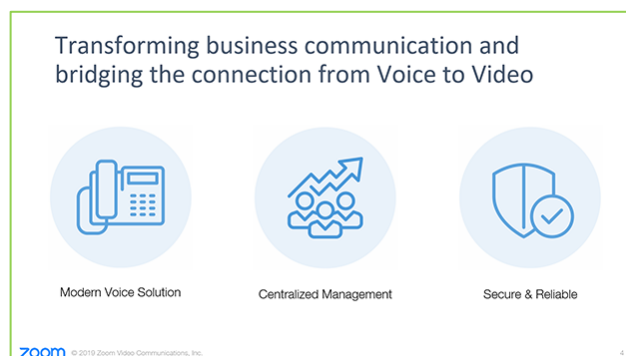 Transforming business communication and
bridging the connection from Voice to Video
Modern Voice Solution
Centralized Management
Secure & Reliable
zoom © 2019 Zoom Video Communications, Inc.
4